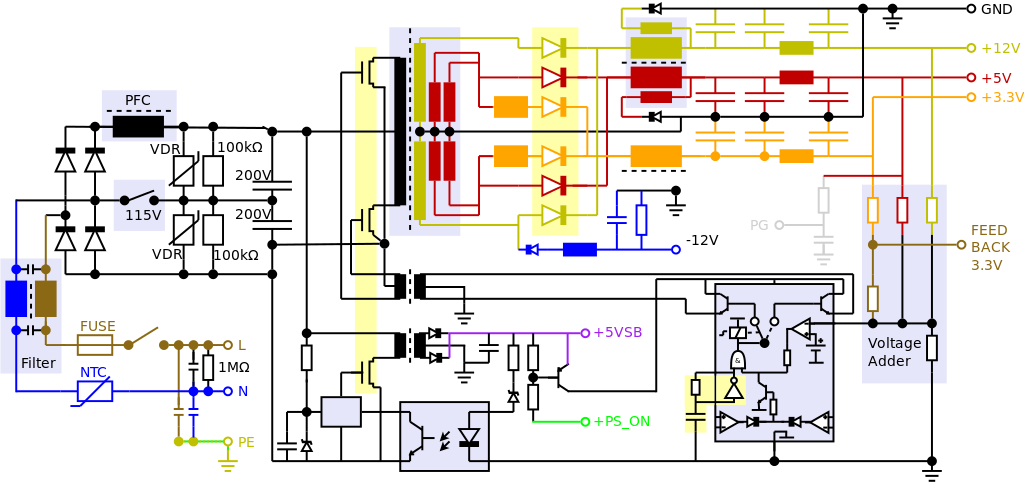 GND
+12V
+5V
+3.3V
PFC
VDR
100kΩ
200V
115V
200V
VDR
100kΩ
-12V
PG
FEED
BACK
3.3V
+5VSB
FUSE
L
Filter
1MΩ
NTC
N
Voltage
Adder
&
+PS_ON
PE